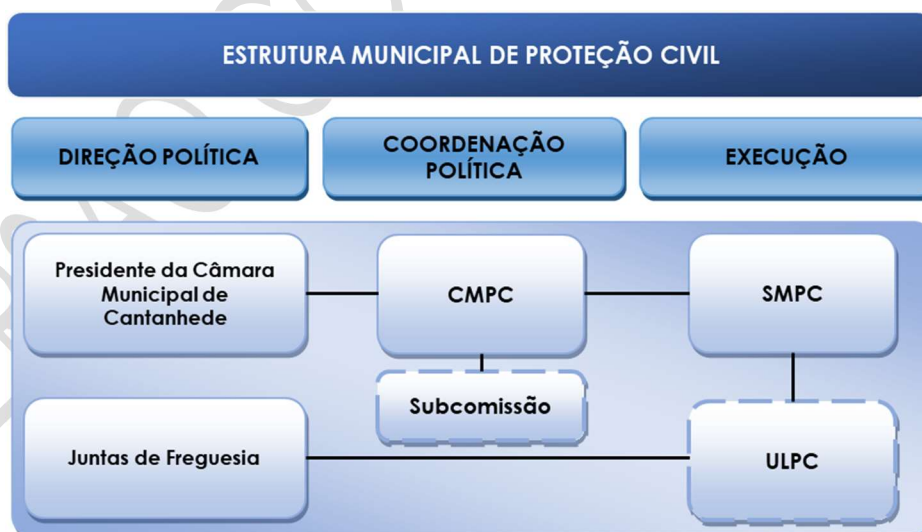 ESTRUTURA MUNICIPAL DE PROTEÇÃO CIVIL
DIREÇÃO POLÍTICA
COORDENAÇÃO
POLÍTICA
EXECUÇÃO
Presidente da Câmara
Municipal de
Cantanhede
CMPC
SMPC
Subcomissão
Juntas de Freguesia
ULPC